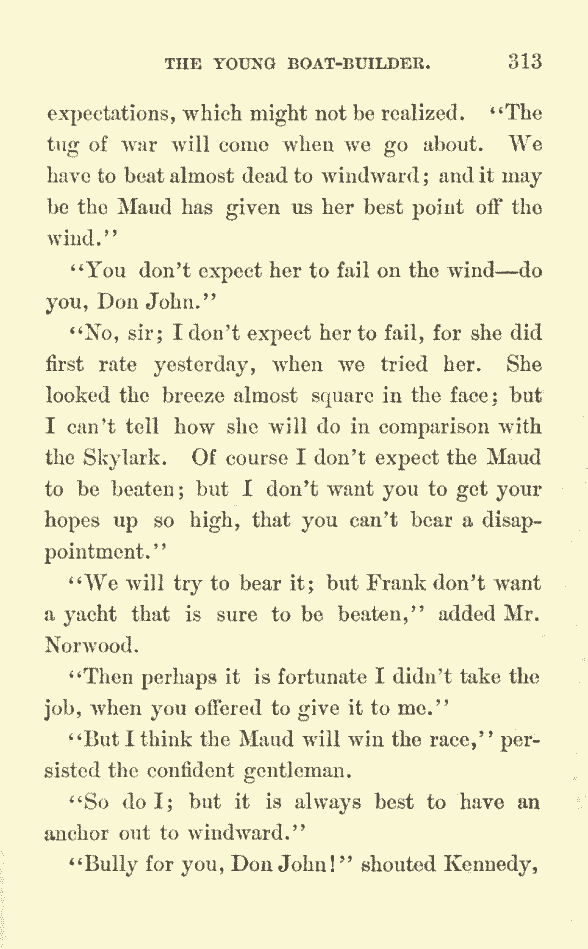 THE YOUNG BOAT-BUILDER. 313
expectations, which might not be realized. "The
tug of war will come when we go about. We
have to beat almost dead to windward; and it may
be the Maud has given us her best point off the
wind."
"You don't expect her to fail on the wind—do
you, Don John."
"No, sir; I don't expect her to fail, for she did
first rate yesterday, when we tried her. She
looked the breeze almost square in the face; but
I can't tell how she will do in comparison with
the Skylark. Of course I don't expect the Maud
to be beaten; but I don't want you to get your
hopes up so high, that you can't bear a disap-
pointment."
"We will try to bear it; but Frank don't want
a yacht that is sure to be beaten," added Mr.
Norwood.
"Then perhaps it is fortunate I didn't take the
job, when you offered to give it to me."
"But I think the Maud will win the race," per-
sisted the confident gentleman.
"So do I; but it is always best to have an
anchor out to windward."
"Bully for you, Don John!" shouted Kennedy,